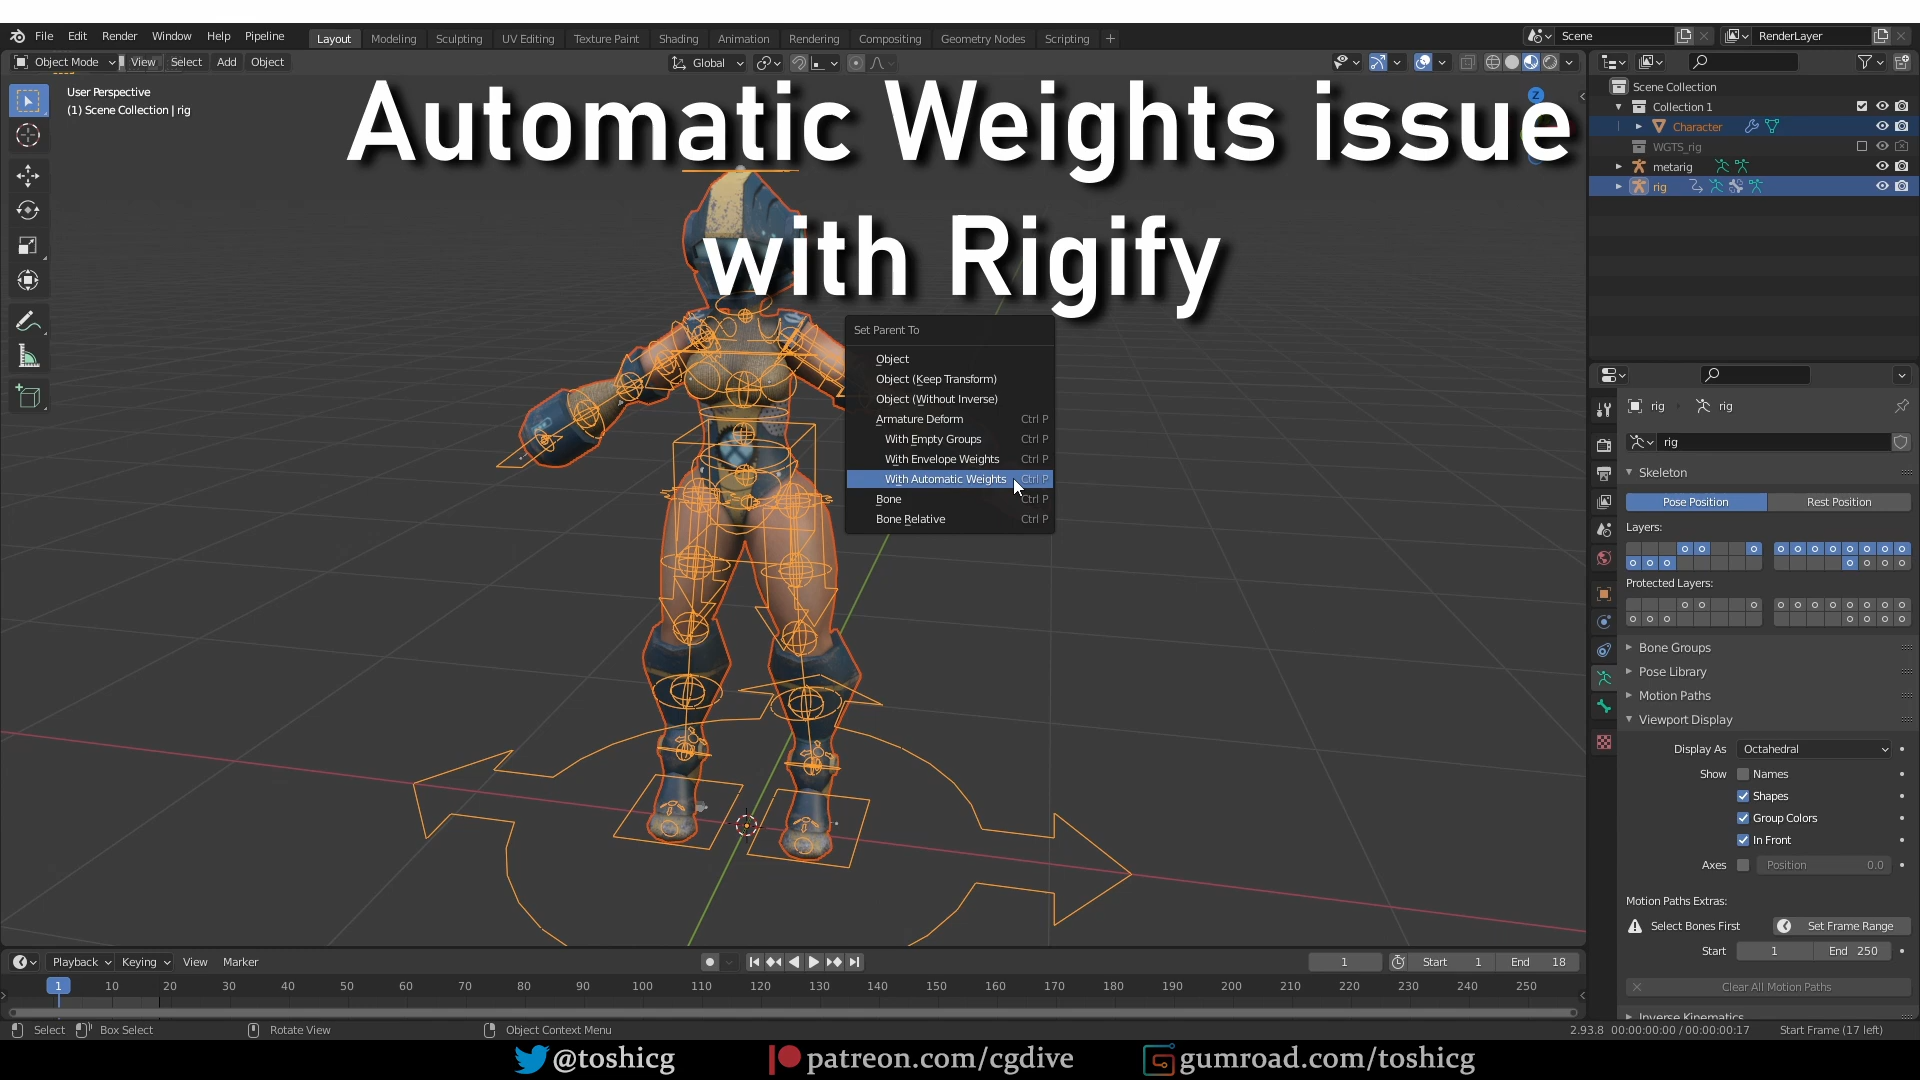 File Edit Render Window Help Pipeline Layout Modeling Sculpting UV Editing Texture Paint Shading Animation Rendering Compositing Geometry Nodes Scripting + Scene RenderLayer
Object Mode View Select Add Object Global
User Perspective
(1) Scene Collection | rig
Automatic Weights issue
with Rigify
Z
Set Parent To
Object
Object (Keep Transform)
Object (Without Inverse)
Armature Deform Ctrl P
With Empty Groups Ctrl P
With Envelope Weights Ctrl P
With Automatic Weights Ctrl P
Bone Ctrl P
Bone Relative Ctrl P
Scene Collection
Collection 1
Character
WGTS_rig
metarig
rig
rig rig
rig
Skeleton
Pose Position Rest Position
Layers:
Protected Layers:
Bone Groups
Pose Library
Motion Paths
Viewport Display
Display As Octahedral
Show Names
Shapes
Group Colors
In Front
Axes Position 0.0
Motion Paths Extras:
Select Bones First Set Frame Range
Start 1 End 250
Clear All Motion Paths
Inverse Kinematics
Playback Keying View Marker 1 Start 1 End 18
1 10 20 30 40 50 60 70 80 90 100 110 120 130 140 150 160 170 180 190 200 210 220 230 240 250
Select Box Select Rotate View Object Context Menu 2.93.8 00:00:00:00 / 00:00:00:17 Start Frame (17 left)
@toshicg patreon.com/cgdive gumroad.com/toshicg